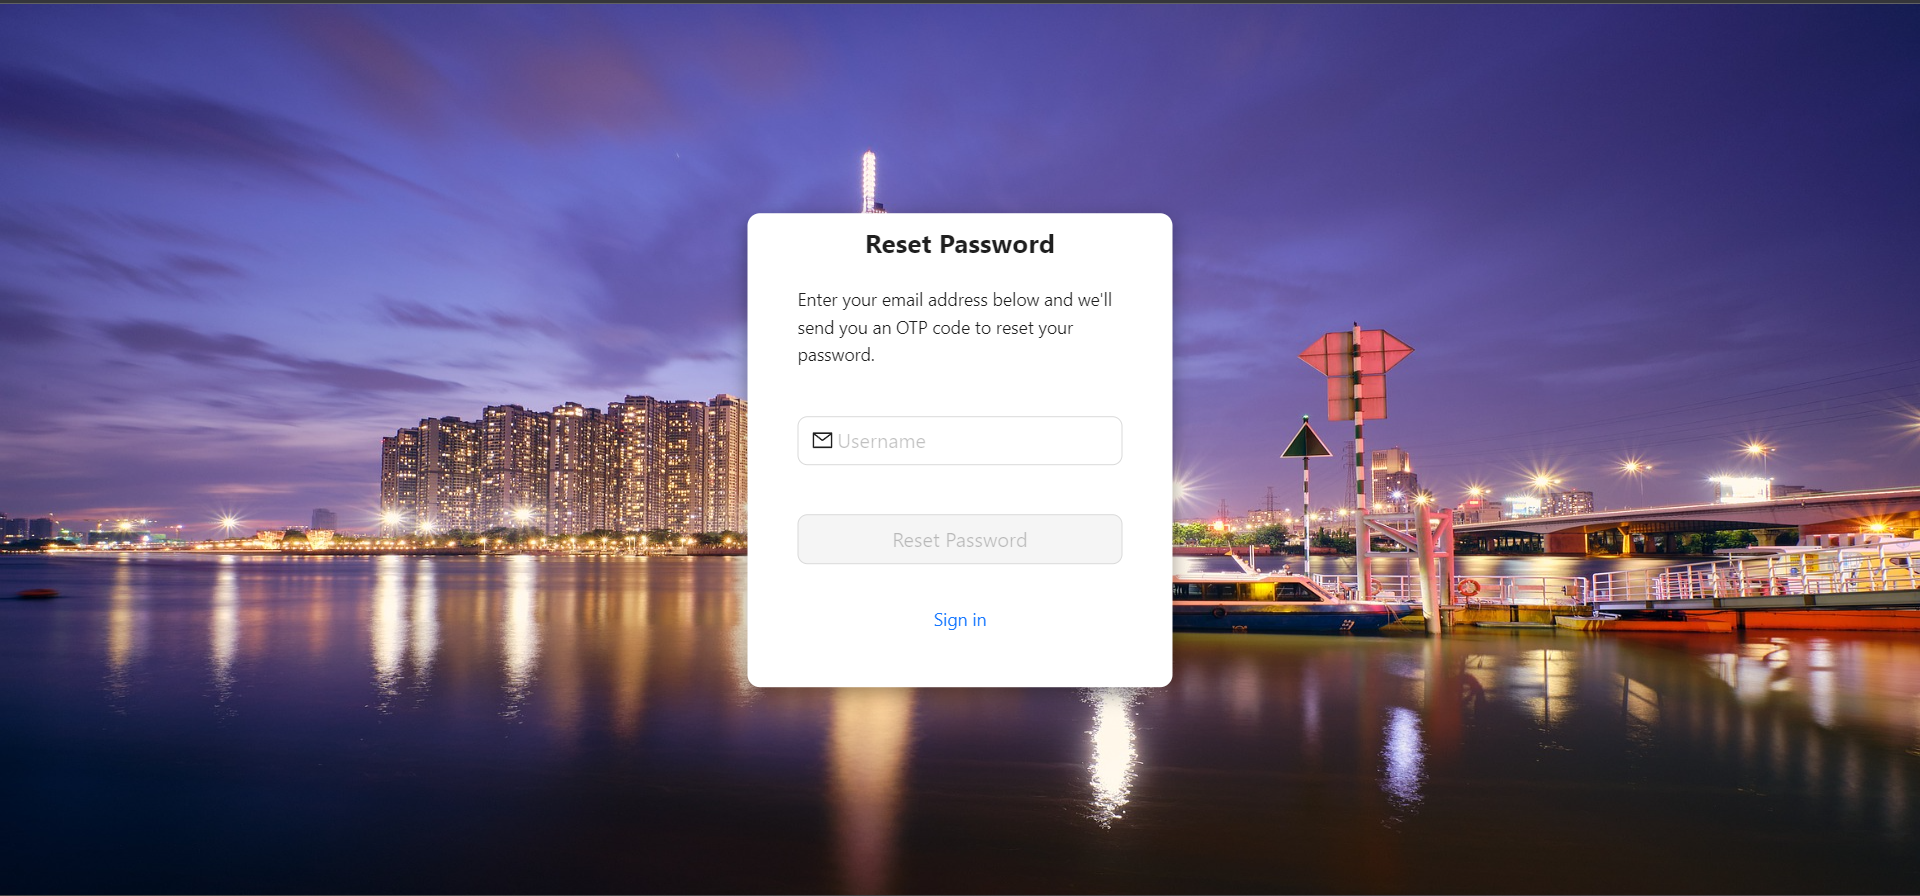 Reset Password
Enter your email address below and we'll
send you an OTP code to reset your
password.
Username
Reset Password
Sign in